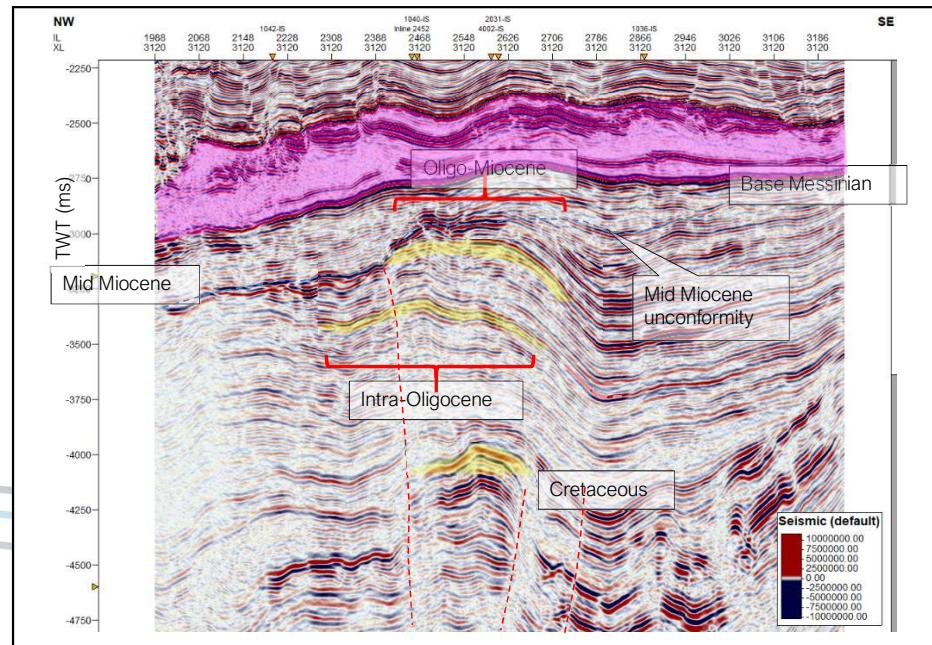 NW
SE
1042-IS
1040-IS
Inline 2452
2031-IS
4002-IS
1036-IS
IL 1988 2068 2148 2228 2308 2388 2468 2548 2626 2706 2786 2866 2946 3026 3106 3186
XL 3120 3120 3120 3120 3120 3120 3120 3120 3120 3120 3120 3120 3120 3120 3120 3120
TWT (ms)
-2250
-2500
-2750
-3000
-3500
-3750
-4000
-4250
-4500
-4750
Oligo-Miocene
Base Messinian
Mid Miocene
Mid Miocene
unconformity
Intra-Oligocene
Cretaceous
Seismic (default)
10000000.00
7500000.00
5000000.00
2500000.00
0.00
-2500000.00
-5000000.00
-7500000.00
-10000000.00